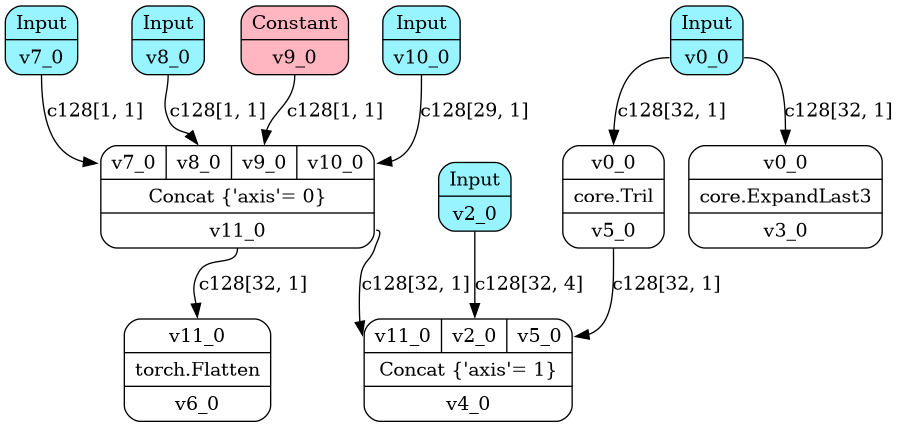 Input
v7_0
Input
v8_0
Constant
v9_0
Input
v10_0
Input
v0_0
c128[1, 1]
c128[1, 1]
c128[1, 1]
c128[29, 1]
c128[32, 1]
c128[32, 1]
v7_0 v8_0 v9_0 v10_0
Concat {'axis'= 0}
v11_0
Input
v2_0
v0_0
core.Tril
v5_0
v0_0
core.ExpandLast3
v3_0
c128[32, 1]
c128[32, 1]
c128[32, 4]
c128[32, 1]
v11_0
torch.Flatten
v6_0
v11_0 v2_0 v5_0
Concat {'axis'= 1}
v4_0